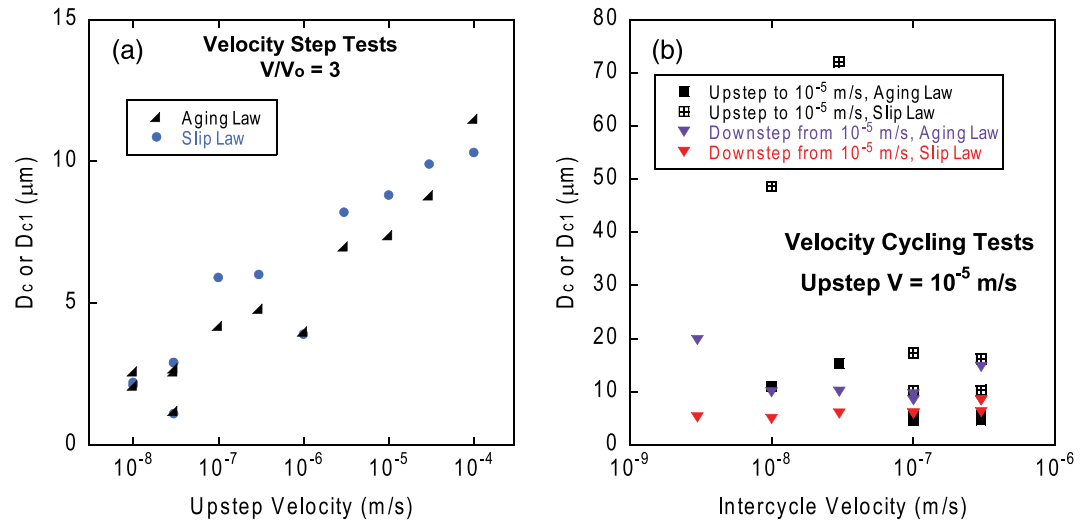 (a)
Velocity Step Tests
V/Vo = 3
Aging Law
Slip Law
15
10
5
0
Dc or Dc1 (μm)
10-8
10-7
10-6
10-5
10-4
Upstep Velocity (m/s)
(b)
Upstep to 10-5 m/s, Aging Law
Upstep to 10-5 m/s, Slip Law
Downstep from 10-5 m/s, Aging Law
Downstep from 10-5 m/s, Slip Law
Velocity Cycling Tests
Upstep V = 10-5 m/s
80
70
60
50
40
30
20
10
0
Dc or Dc1 (μm)
10-9
10-8
10-7
10-6
Intercycle Velocity (m/s)